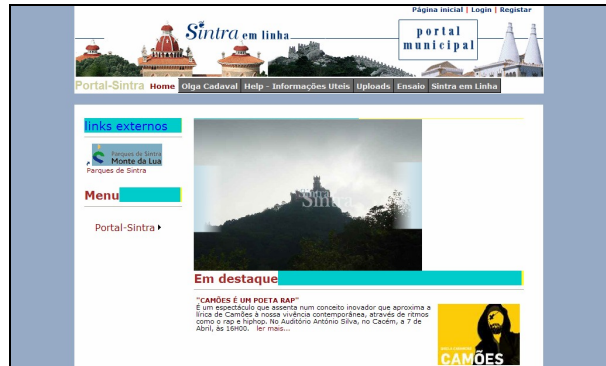 Página inicial | Login | Registar
Sintra em linha
portal
municipal
Portal-Sintra Home Olga Cadaval Help - Informações Uteis Uploads Ensaio Sintra em Linha
links externos
Parques de Sintra
Monte da Lua
Parques de Sintra
Menu
Portal-Sintra
Sintra
Em destaque
"CAMÕES É UM POETA RAP"
É um espectáculo que assenta num conceito inovador que aproxima a
lírica de Camões à nossa vivência contemporânea, através de ritmos
como o rap e hiphop. No Auditório António Silva, no Cacém, a 7 de
Abril, às 16H00. ler mais...
CAMÕES